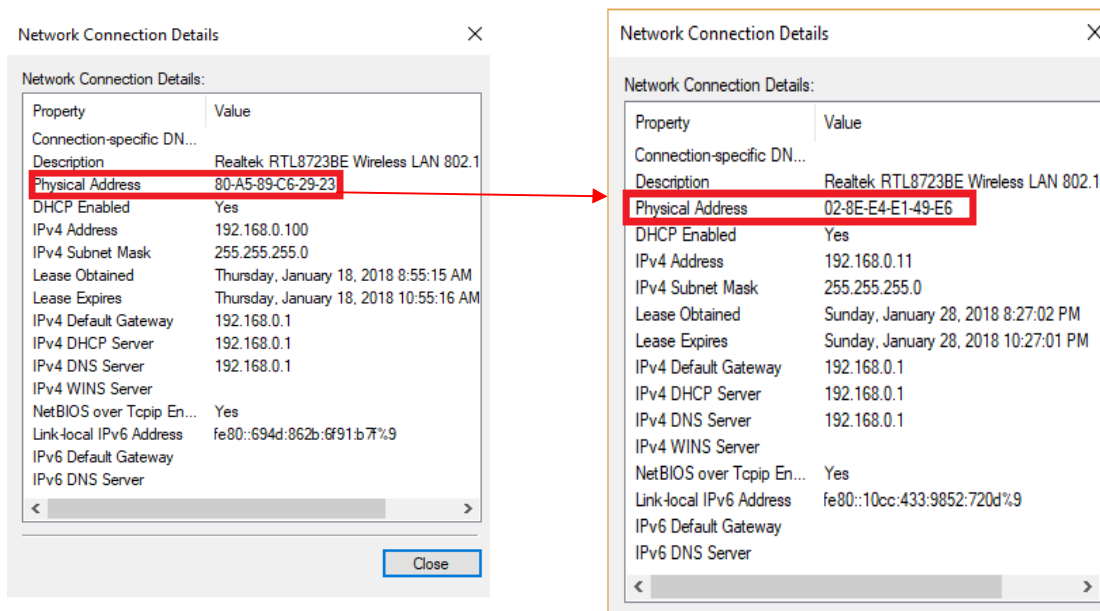 Network Connection Details
Network Connection Details:
Property Value
Connection-specific DN...
Description Realtek RTL8723BE Wireless LAN 802.1
Physical Address 80-A5-89-C6-29-23
DHCP Enabled Yes
IPv4 Address 192.168.0.100
IPv4 Subnet Mask 255.255.255.0
Lease Obtained Thursday, January 18, 2018 8:55:15 AM
Lease Expires Thursday, January 18, 2018 10:55:16 AM
IPv4 Default Gateway 192.168.0.1
IPv4 DHCP Server 192.168.0.1
IPv4 DNS Server 192.168.0.1
IPv4 WINS Server
NetBIOS over Tcpip En... Yes
Link-local IPv6 Address fe80::694d:862b:6f91:b7f%9
IPv6 Default Gateway
IPv6 DNS Server
Close
Network Connection Details
Network Connection Details:
Property Value
Connection-specific DN...
Description Realtek RTL8723BE Wireless LAN 802.1
Physical Address 02-8E-E4-E1-49-E6
DHCP Enabled Yes
IPv4 Address 192.168.0.11
IPv4 Subnet Mask 255.255.255.0
Lease Obtained Sunday, January 28, 2018 8:27:02 PM
Lease Expires Sunday, January 28, 2018 10:27:01 PM
IPv4 Default Gateway 192.168.0.1
IPv4 DHCP Server 192.168.0.1
IPv4 DNS Server 192.168.0.1
IPv4 WINS Server
NetBIOS over Tcpip En... Yes
Link-local IPv6 Address fe80::10cc:433:9852:720d%9
IPv6 Default Gateway
IPv6 DNS Server